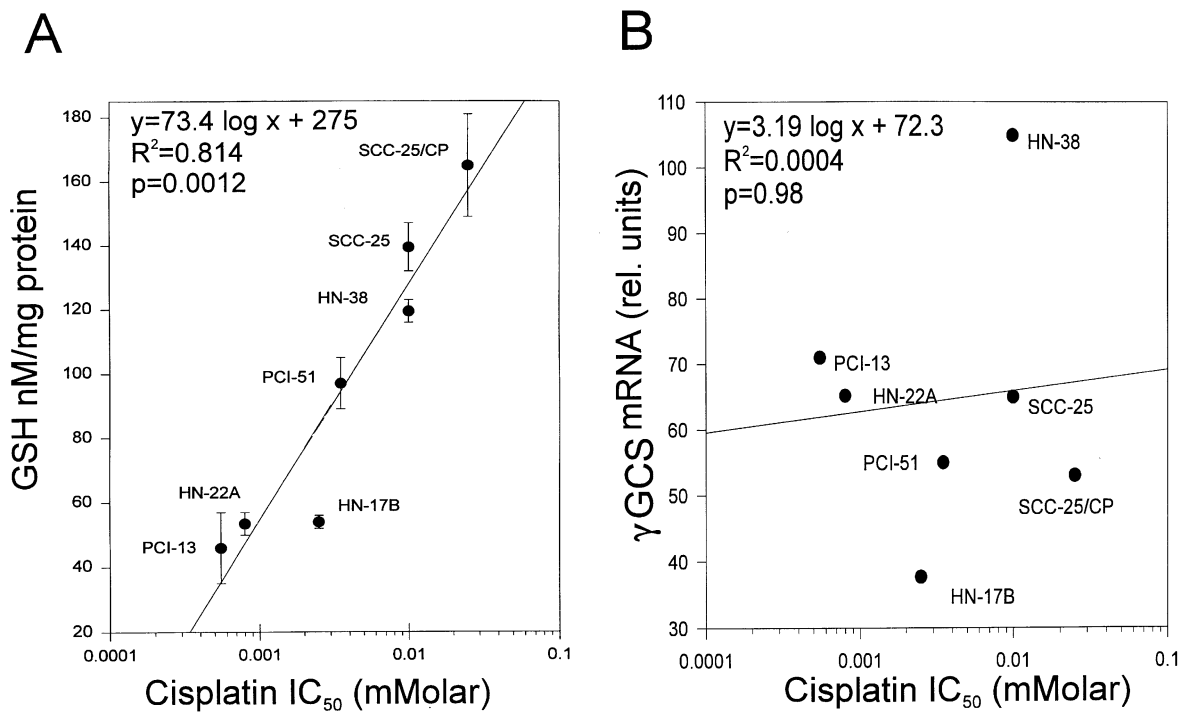 A
y=73.4 log x + 275
R²=0.814
p=0.0012
180
160
140
120
100
80
60
40
20
GSH nM/mg protein
SCC-25/CP
SCC-25
HN-38
PCI-51
HN-22A
HN-17B
PCI-13
0.0001
0.001
0.01
0.1
Cisplatin IC₅₀ (mMolar)
B
y=3.19 log x + 72.3
R²=0.0004
p=0.98
110
100
90
80
70
60
50
40
30
γGCS mRNA (rel. units)
HN-38
PCI-13
HN-22A
SCC-25
PCI-51
SCC-25/CP
HN-17B
0.0001
0.001
0.01
0.1
Cisplatin IC₅₀ (mMolar)